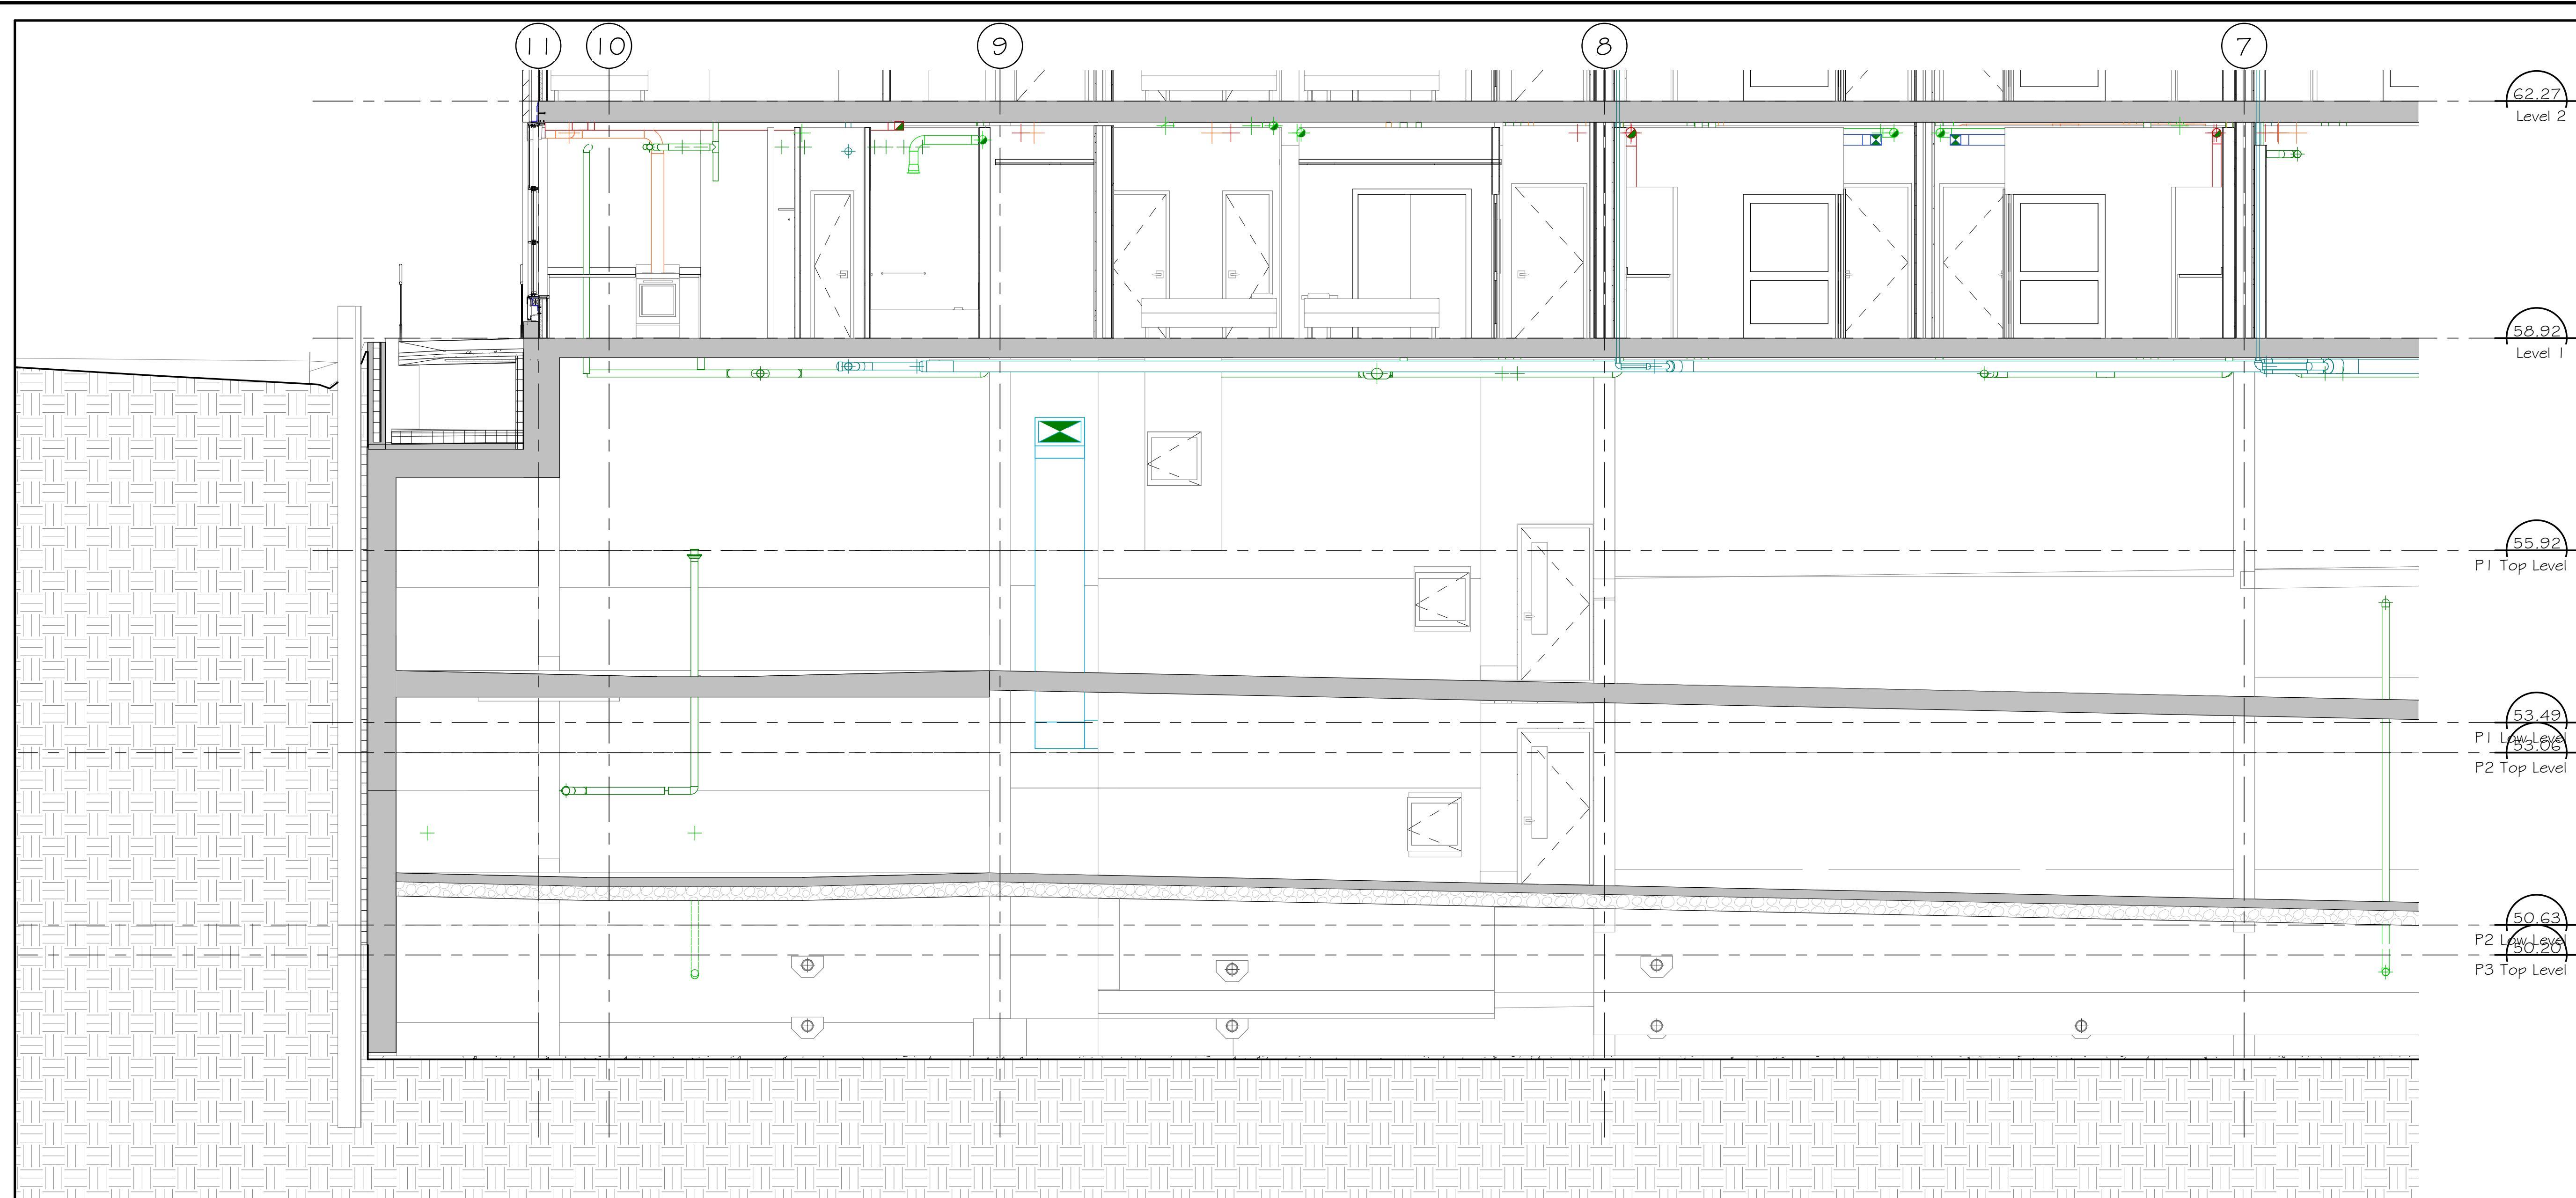 11 10 9 8 7
62.27
Level 2
58.92
Level 1
55.92
P1 Top Level
53.49
P1 Low Level
53.06
P2 Top Level
50.63
P2 Low Level
50.20
P3 Top Level